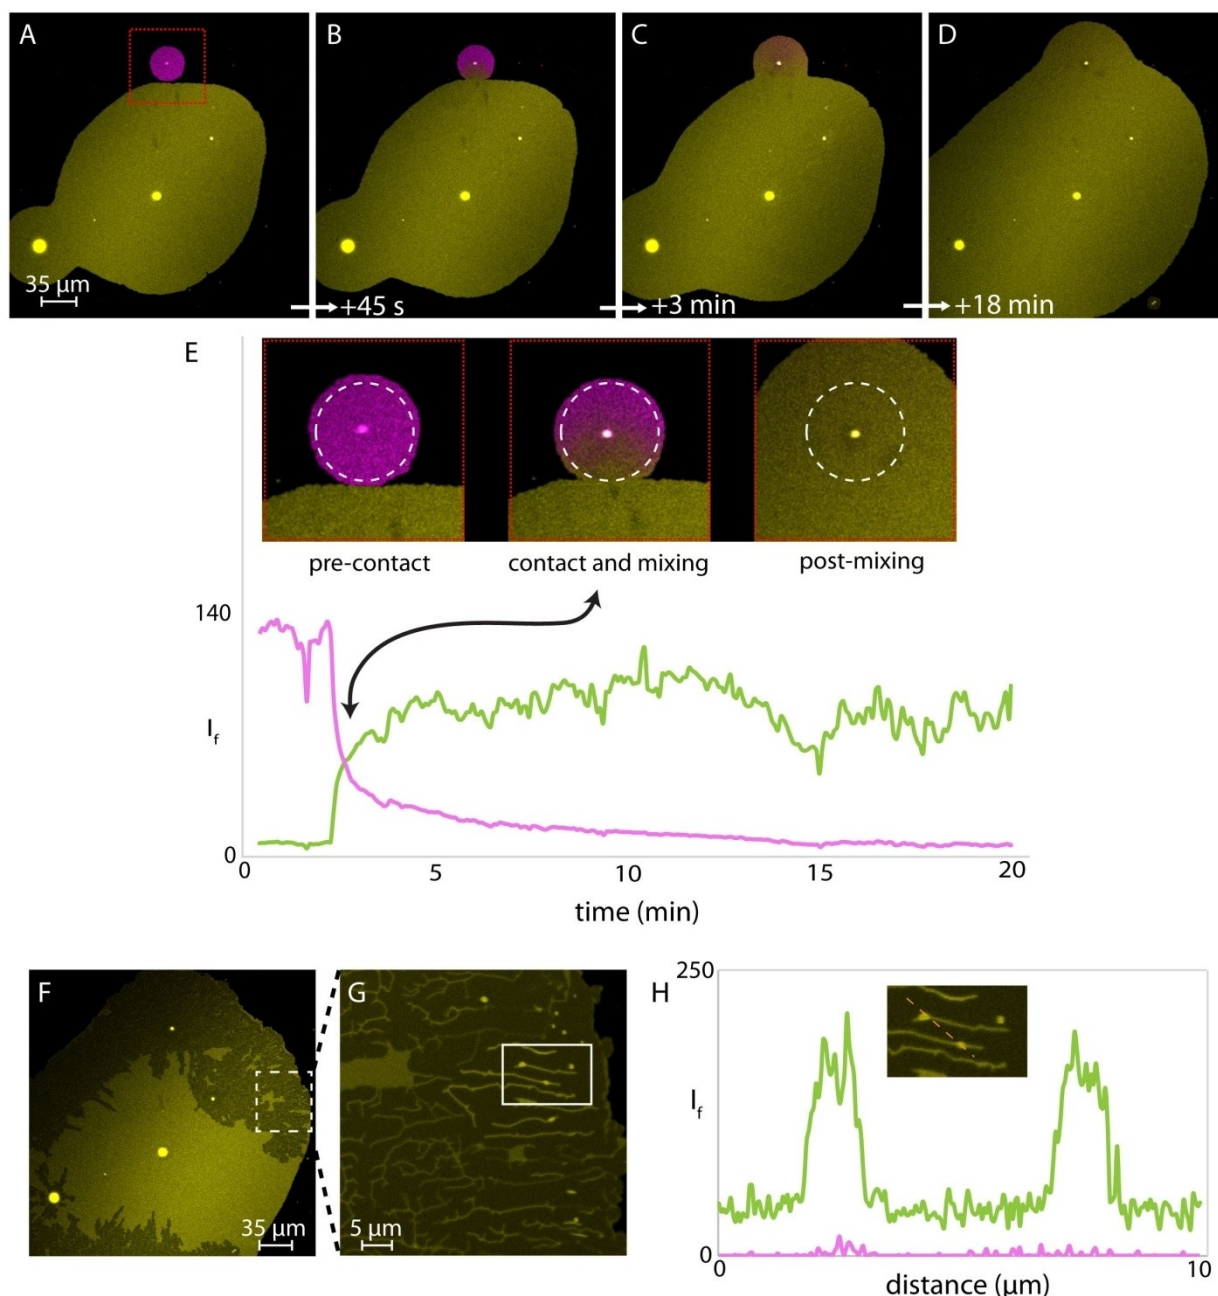 A B C D
35 µm
+45 s
+3 min
+18 min
E
pre-contact contact and mixing post-mixing
140
I_f
0
0 5 10 15 20
time (min)
F G H
250
I_f
35 µm
5 µm
0
0 10
distance (µm)